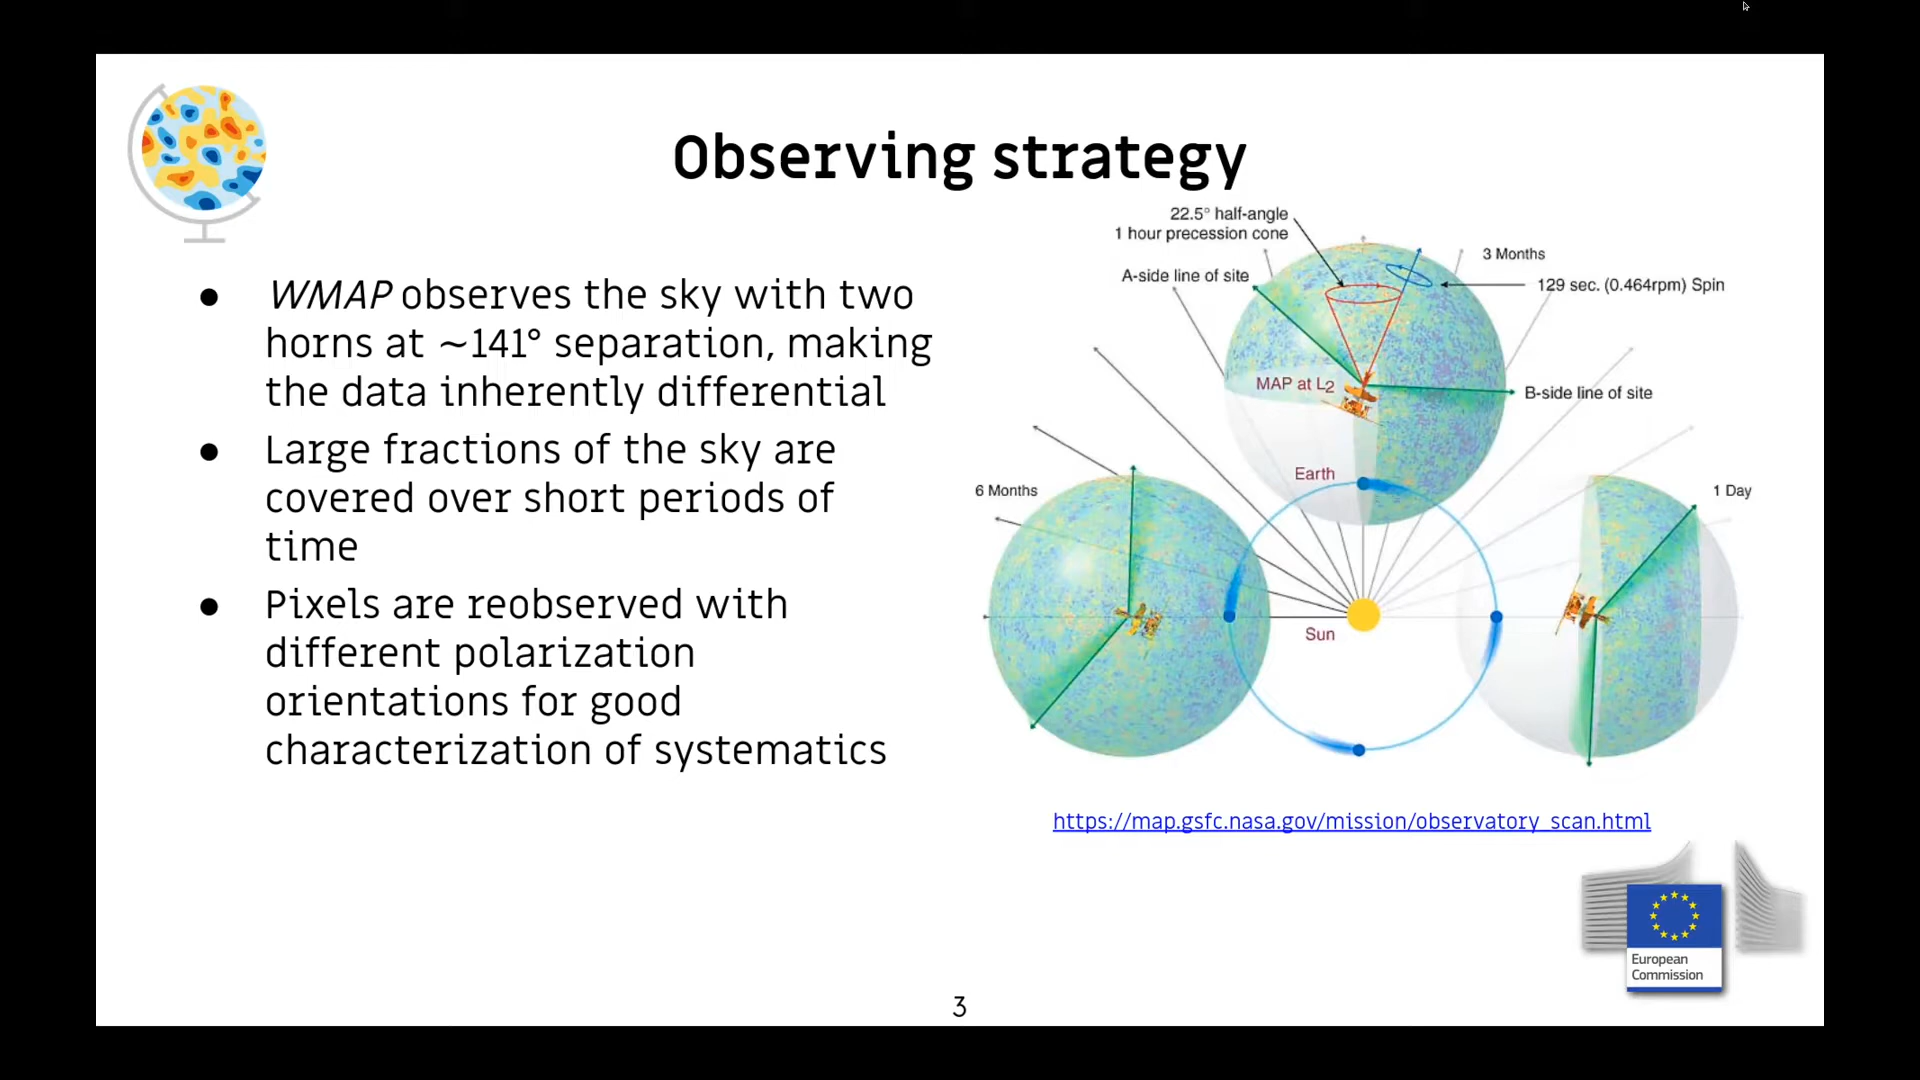 Observing strategy
● WMAP observes the sky with two
horns at ~141° separation, making
the data inherently differential
● Large fractions of the sky are
covered over short periods of
time
● Pixels are reobserved with
different polarization
orientations for good
characterization of systematics
22.5° half-angle
1 hour precession cone
A-side line of site
3 Months
129 sec. (0.464rpm) Spin
MAP at L2
B-side line of site
Earth
6 Months
1 Day
Sun
https://map.gsfc.nasa.gov/mission/observatory_scan.html
European
Commission
3